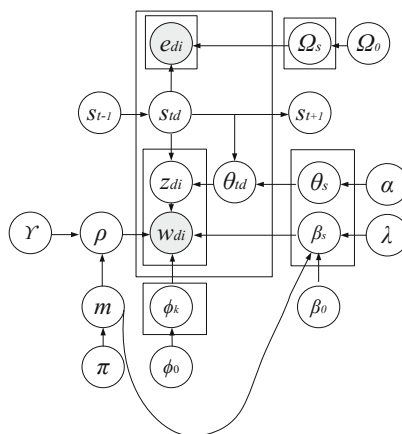 e_di Ω_s Ω_0
s_t-1 s_td s_t+1
z_di θ_td θ_s α
ϒ ρ w_di β_s λ
m ϕ_k β_0
π ϕ_0